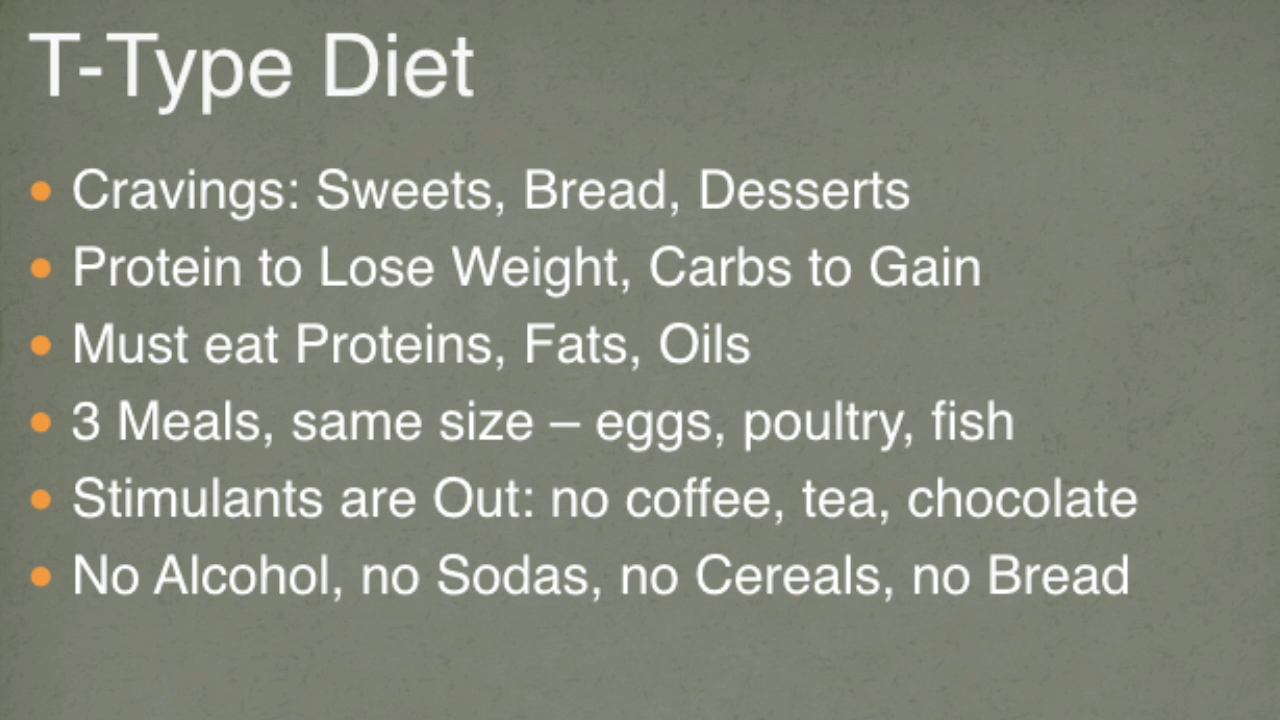 T-Type Diet
• Cravings: Sweets, Bread, Desserts
• Protein to Lose Weight, Carbs to Gain
• Must eat Proteins, Fats, Oils
• 3 Meals, same size – eggs, poultry, fish
• Stimulants are Out: no coffee, tea, chocolate
• No Alcohol, no Sodas, no Cereals, no Bread